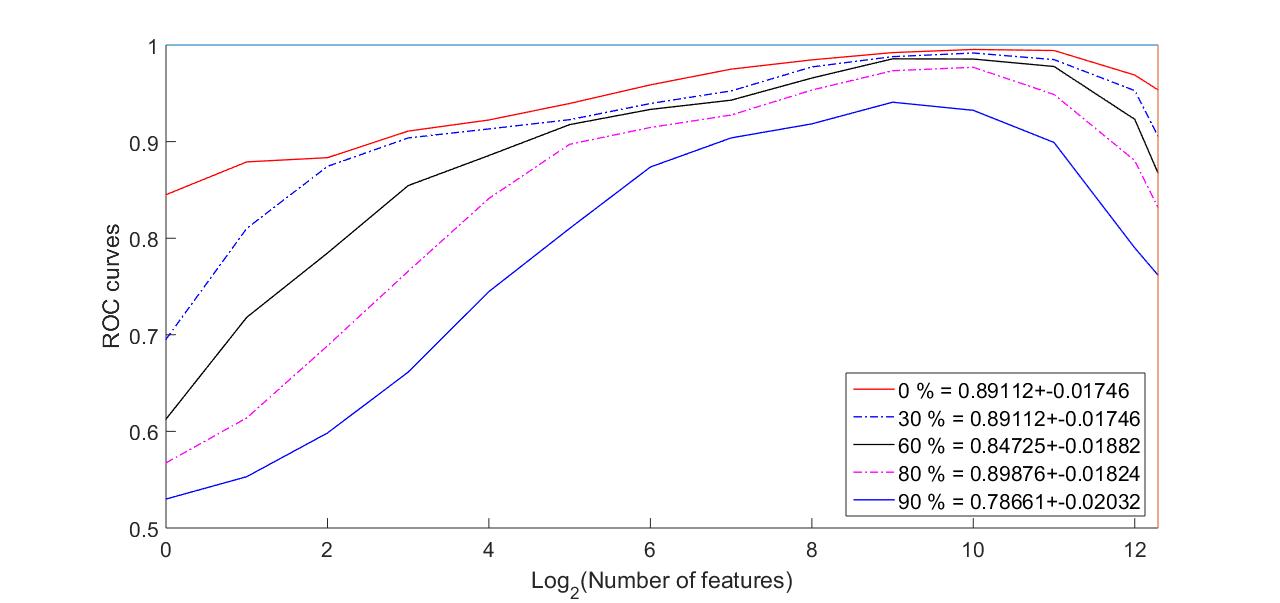 1
0.9
0.8
0.7
0.6
0.5
ROC curves
0 % = 0.89112+-0.01746
30 % = 0.89112+-0.01746
60 % = 0.84725+-0.01882
80 % = 0.89876+-0.01824
90 % = 0.78661+-0.02032
0 2 4 6 8 10 12
Log2(Number of features)